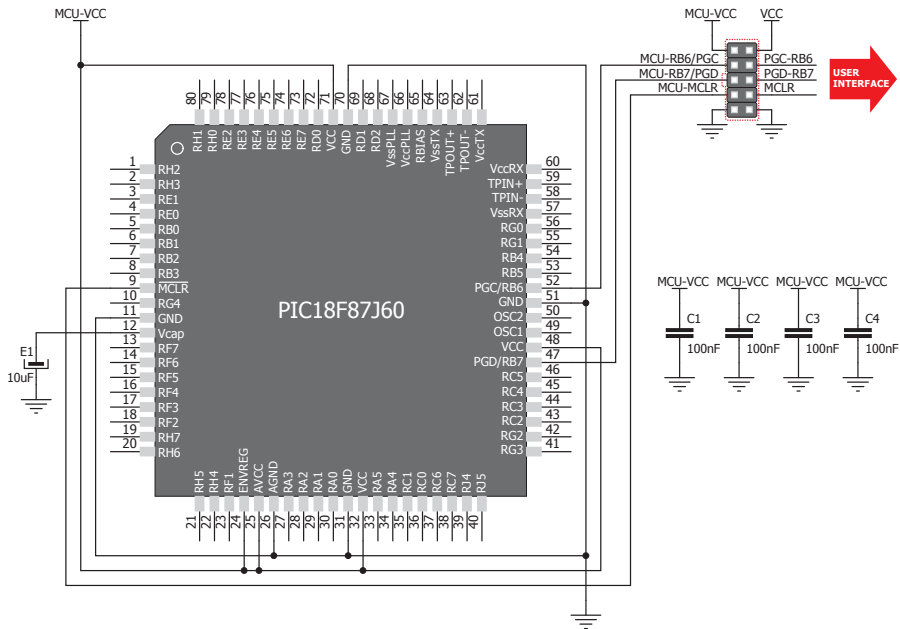 MCU-VCC
MCU-VCC VCC
MCU-RB6/PGC PGC-RB6
MCU-RB7/PGD PGD-RB7
MCU-MCLR MCLR
USER
INTERFACE
80 79 78 77 76 75 74 73 72 71 70 69 68 67 66 65 64 63 62 61
RH1 RH0 RE2 RE3 RE4 RE5 RE6 RE7 RD0 VCC GND RD1 RD2 VssPLL VccPLL RBIAS VssTX TPOUT+ TPOUT- VccTX
1 RH2
2 RH3
3 RE1
4 RE0
5 RB0
6 RB1
7 RB2
8 RB3
9 MCLR
10 RG4
11 GND
12 Vcap
13 RF7
14 RF6
15 RF5
16 RF4
17 RF3
18 RF2
19 RH7
20 RH6
E1
10uF
PIC18F87J60
VccRX 60
TPIN+ 59
TPIN- 58
VssRX 57
RG0 56
RG1 55
RB4 54
RB5 53
PGC/RB6 52
GND 51
OSC2 50
OSC1 49
VCC 48
PGD/RB7 47
RC5 46
RC4 45
RC3 44
RC2 43
RG2 42
RG3 41
RH5 RH4 RF1 ENVREG AVCC AGND RA3 RA2 RA1 RA0 GND VCC RA5 RA4 RC1 RC0 RC6 RC7 RJ4 RJ5
21 22 23 24 25 26 27 28 29 30 31 32 33 34 35 36 37 38 39 40
MCU-VCC MCU-VCC MCU-VCC MCU-VCC
C1 C2 C3 C4
100nF 100nF 100nF 100nF